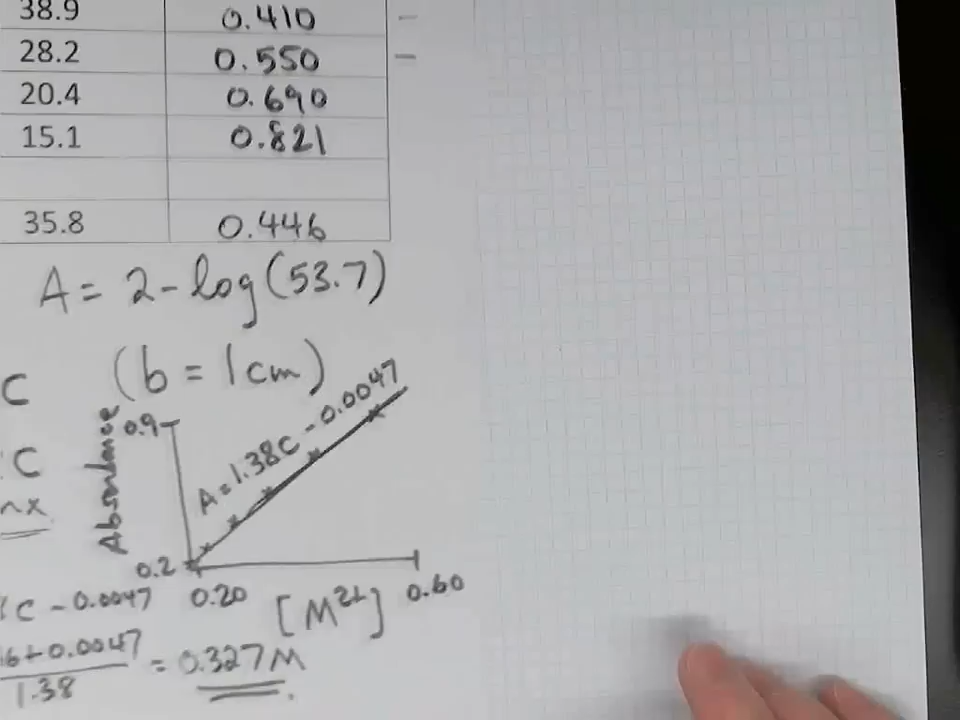 38.9 0.410
28.2 0.550
20.4 0.690
15.1 0.821
35.8 0.446
A = 2 - log(53.7)
C (b = 1cm)
C
A = 1.38C - 0.0047
Absorbance
0.9
0.2
0.20 [M²⁺] 0.60
C - 0.0047
6 + 0.0047
1.38
= 0.327M